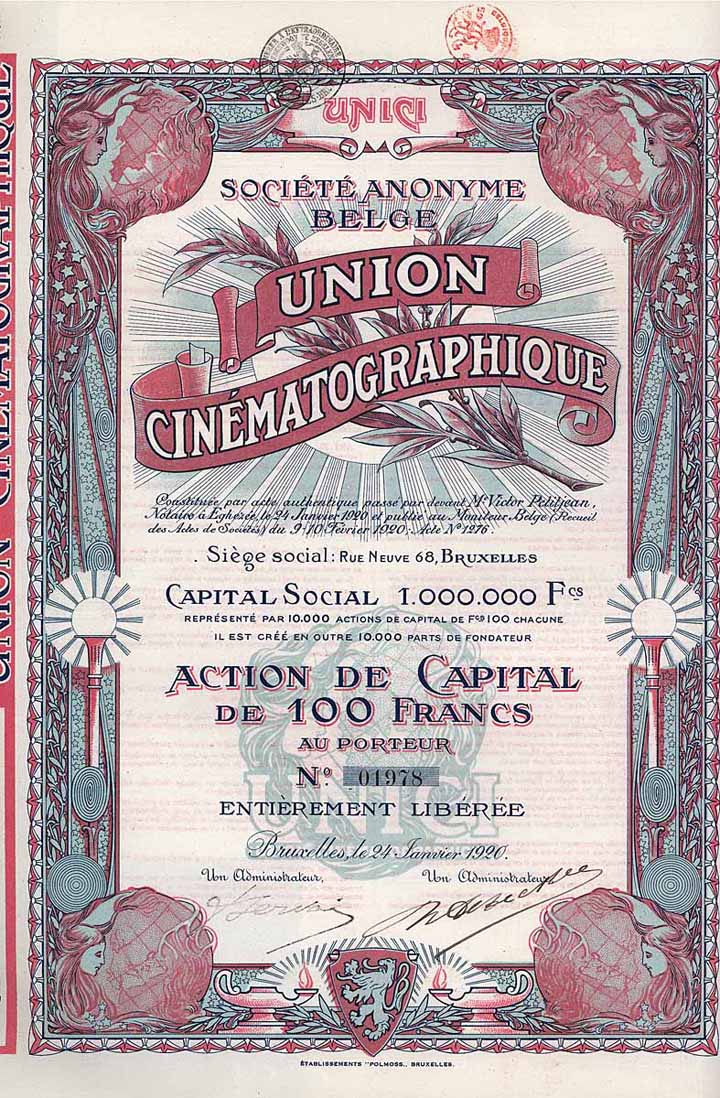 UNICI
SOCIÉTÉ ANONYME
BELGE
UNION
CINÉMATOGRAPHIQUE
Constituée par acte authentique passé par devant Me Victor Petitjean,
Notaire à Eghezée, le 24 Janvier 1920 et publié au Moniteur Belge (Recueil
des Actes de Sociétés) du 9-10 Février 1920. Acte No 1276.
Siège social: Rue Neuve 68, Bruxelles
Capital Social 1.000.000 Fcs
REPRÉSENTÉ PAR 10.000 ACTIONS DE CAPITAL DE Fcs 100 CHACUNE
IL EST CRÉÉ EN OUTRE 10.000 PARTS DE FONDATEUR
Action de Capital
de 100 Francs
AU PORTEUR
No 01978
UNICI
ENTIÈREMENT LIBÉRÉE
Bruxelles, le 24 Janvier 1920.
Un Administrateur, Un Administrateur,
ÉTABLISSEMENTS "POLMOSS", BRUXELLES.
UNION CINÉMATOGRAPHIQUE